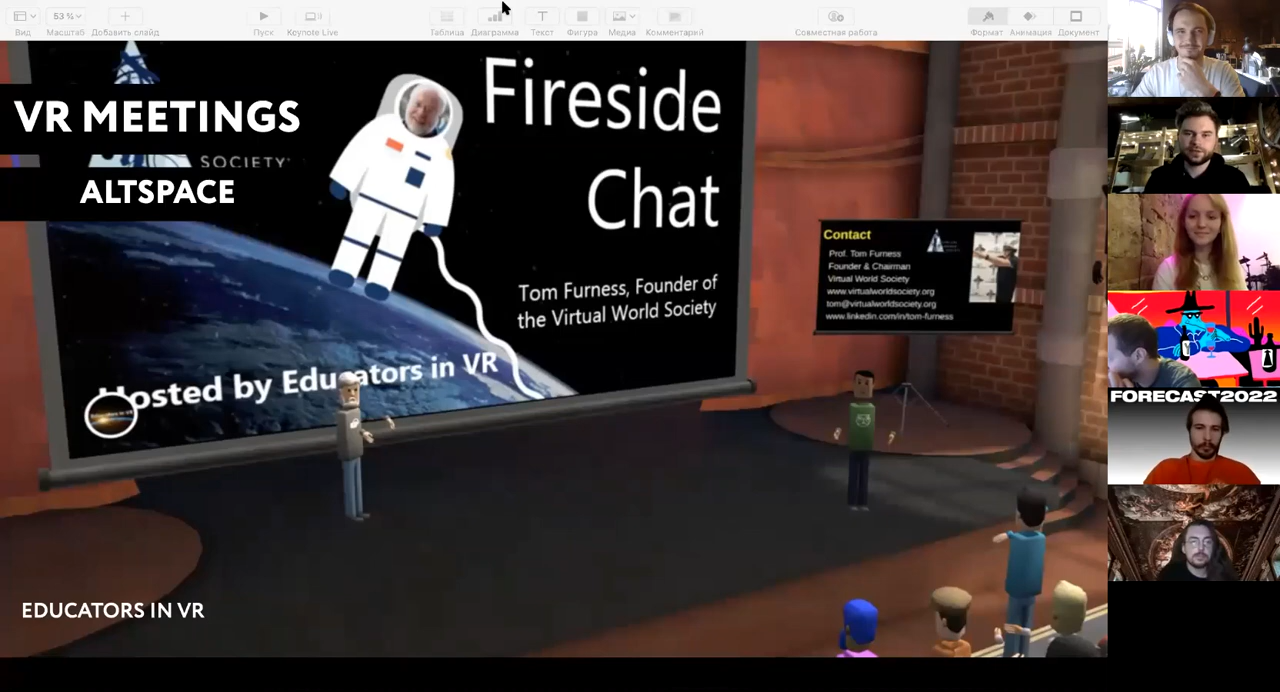 53 %
Вид
Масштаб
Добавить слайд
Пуск
Keynote Live
Таблица
Диаграмма
Текст
Фигура
Медиа
Комментарий
Совместная работа
Формат
Анимация
Документ
VR MEETINGS
SOCIETY
ALTSPACE
Fireside
Chat
Tom Furness, Founder of
the Virtual World Society
Hosted by Educators in VR
Contact
Prof. Tom Furness
Founder & Chairman
Virtual World Society
www.virtualworldsociety.org
tom@virtualworldsociety.org
www.linkedin.com/in/tom-furness
EDUCATORS IN VR
FORECAST2022